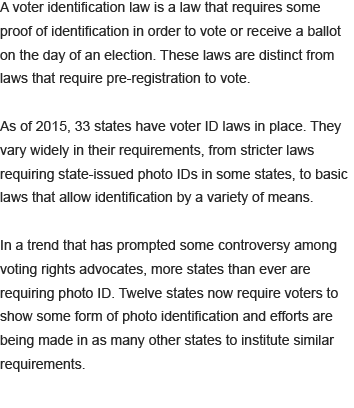 A voter identification law is a law that requires some
proof of identification in order to vote or receive a ballot
on the day of an election. These laws are distinct from
laws that require pre-registration to vote.

As of 2015, 33 states have voter ID laws in place. They
vary widely in their requirements, from stricter laws
requiring state-issued photo IDs in some states, to basic
laws that allow identification by a variety of means.

In a trend that has prompted some controversy among
voting rights advocates, more states than ever are
requiring photo ID. Twelve states now require voters to
show some form of photo identification and efforts are
being made in as many other states to institute similar
requirements.